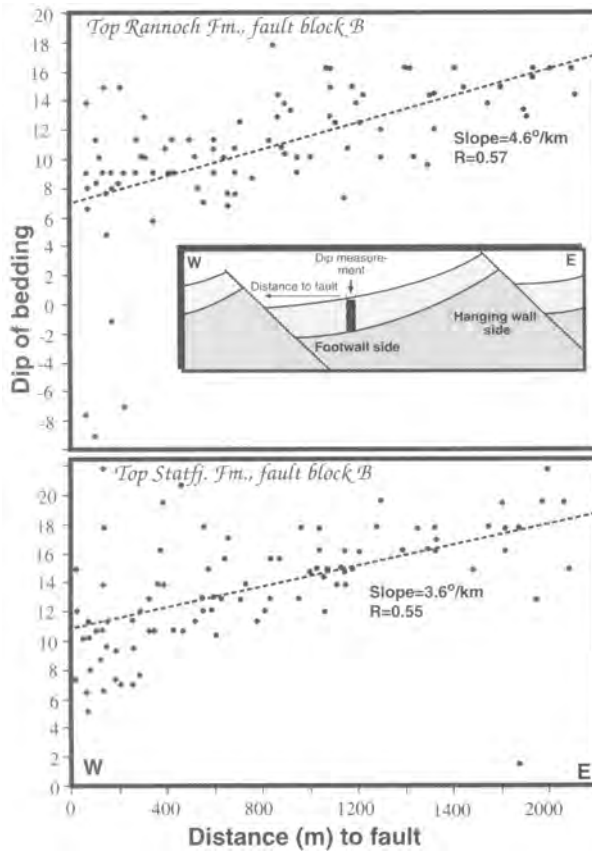 Top Rannoch Fm., fault block B
20
18
16
14
12
10
8
6
4
2
0
-2
-4
-6
-8
Dip of bedding
Slope=4.6°/km
R=0.57
W
E
Dip measure-
ment
Distance to fault
Hanging wall
side
Footwall side
Top Statfj. Fm., fault block B
20
18
16
14
12
10
8
6
4
2
0
Slope=3.6°/km
R=0.55
W
E
0
400
800
1200
1400
2000
Distance (m) to fault